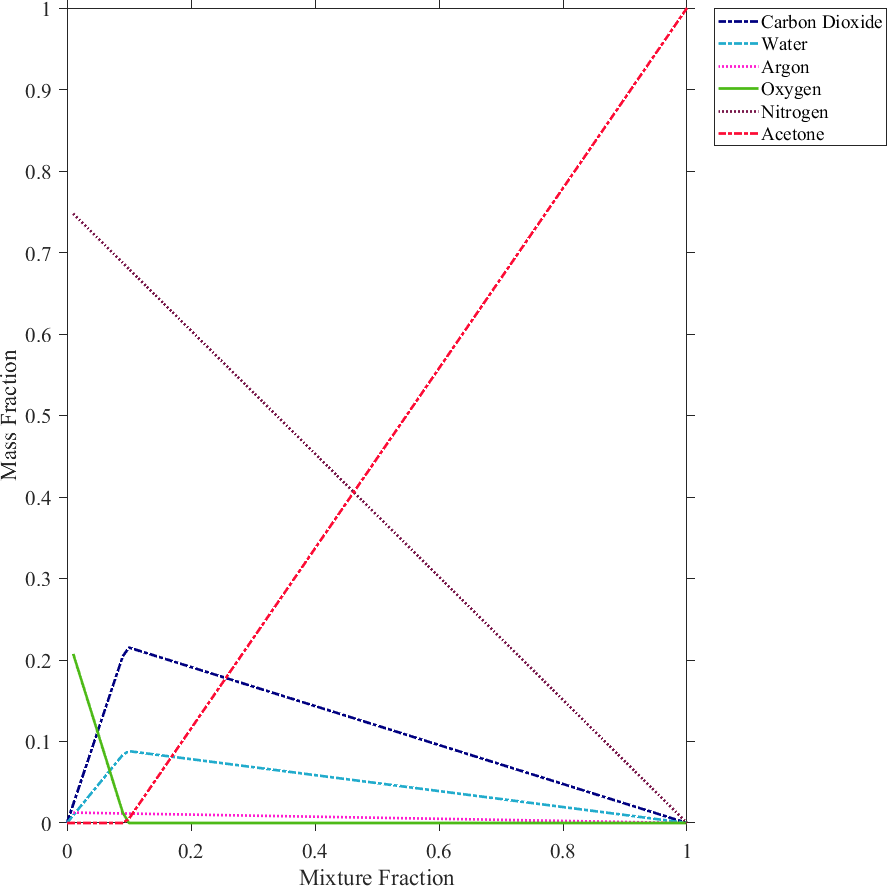 1
0.9
0.8
0.7
0.6
0.5
0.4
0.3
0.2
0.1
0
Mass Fraction
0 0.2 0.4 0.6 0.8 1
Mixture Fraction
Carbon Dioxide
Water
Argon
Oxygen
Nitrogen
Acetone